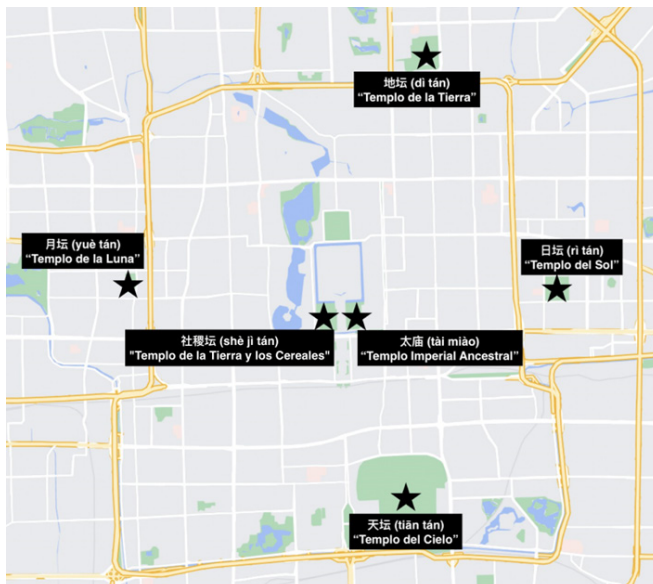 地坛 (dì tán)
“Templo de la Tierra”
月坛 (yuè tán)
“Templo de la Luna”
日坛 (rì tán)
“Templo del Sol”
社稷坛 (shè jì tán)
"Templo de la Tierra y los Cereales"
太庙 (tài miào)
“Templo Imperial Ancestral”
天坛 (tiān tán)
“Templo del Cielo”